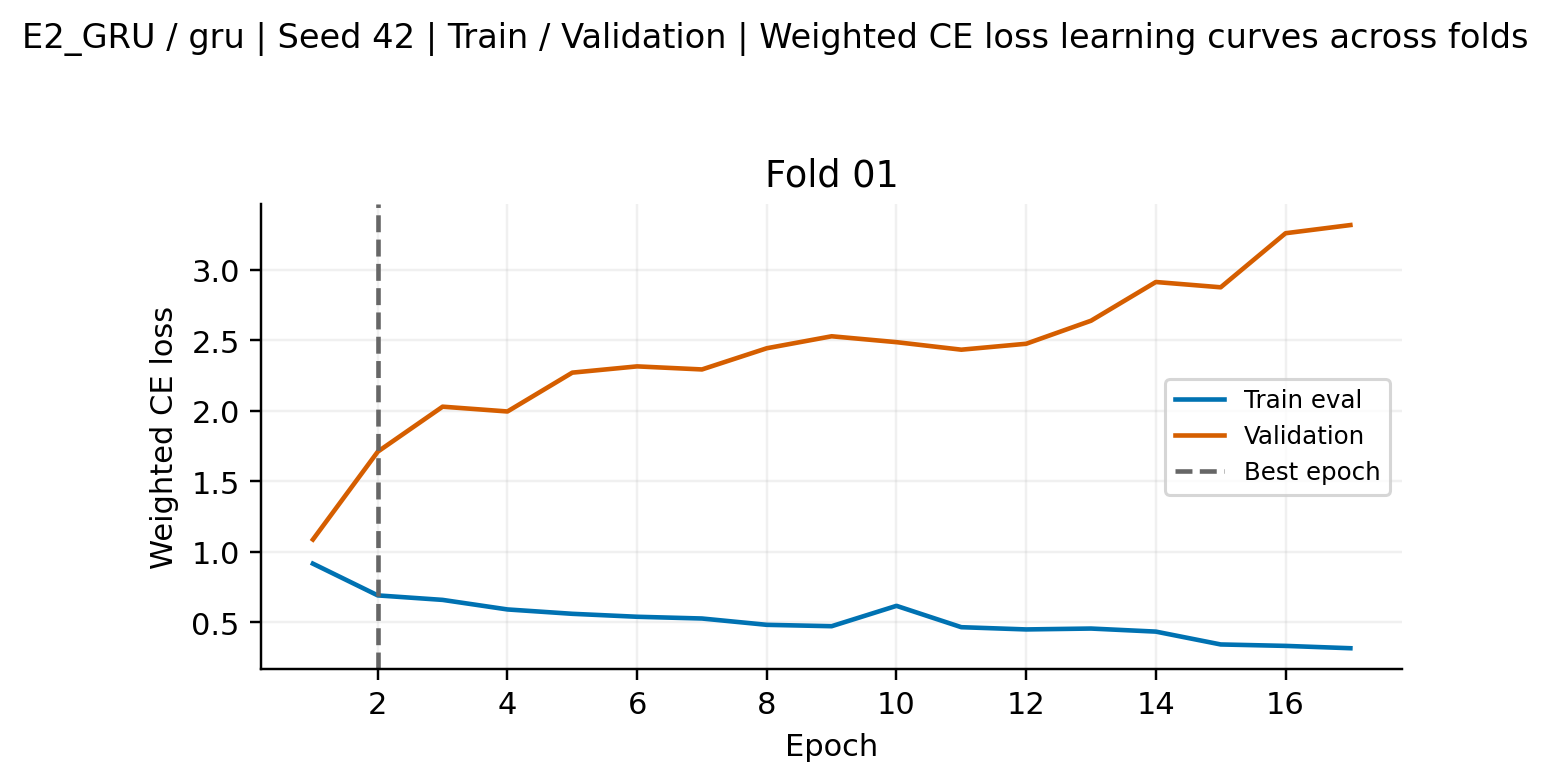 E2_GRU / gru | Seed 42 | Train / Validation | Weighted CE loss learning curves across folds
Fold 01
Weighted CE loss
3.0
2.5
2.0
1.5
1.0
0.5
Train eval
Validation
Best epoch
2 4 6 8 10 12 14 16
Epoch